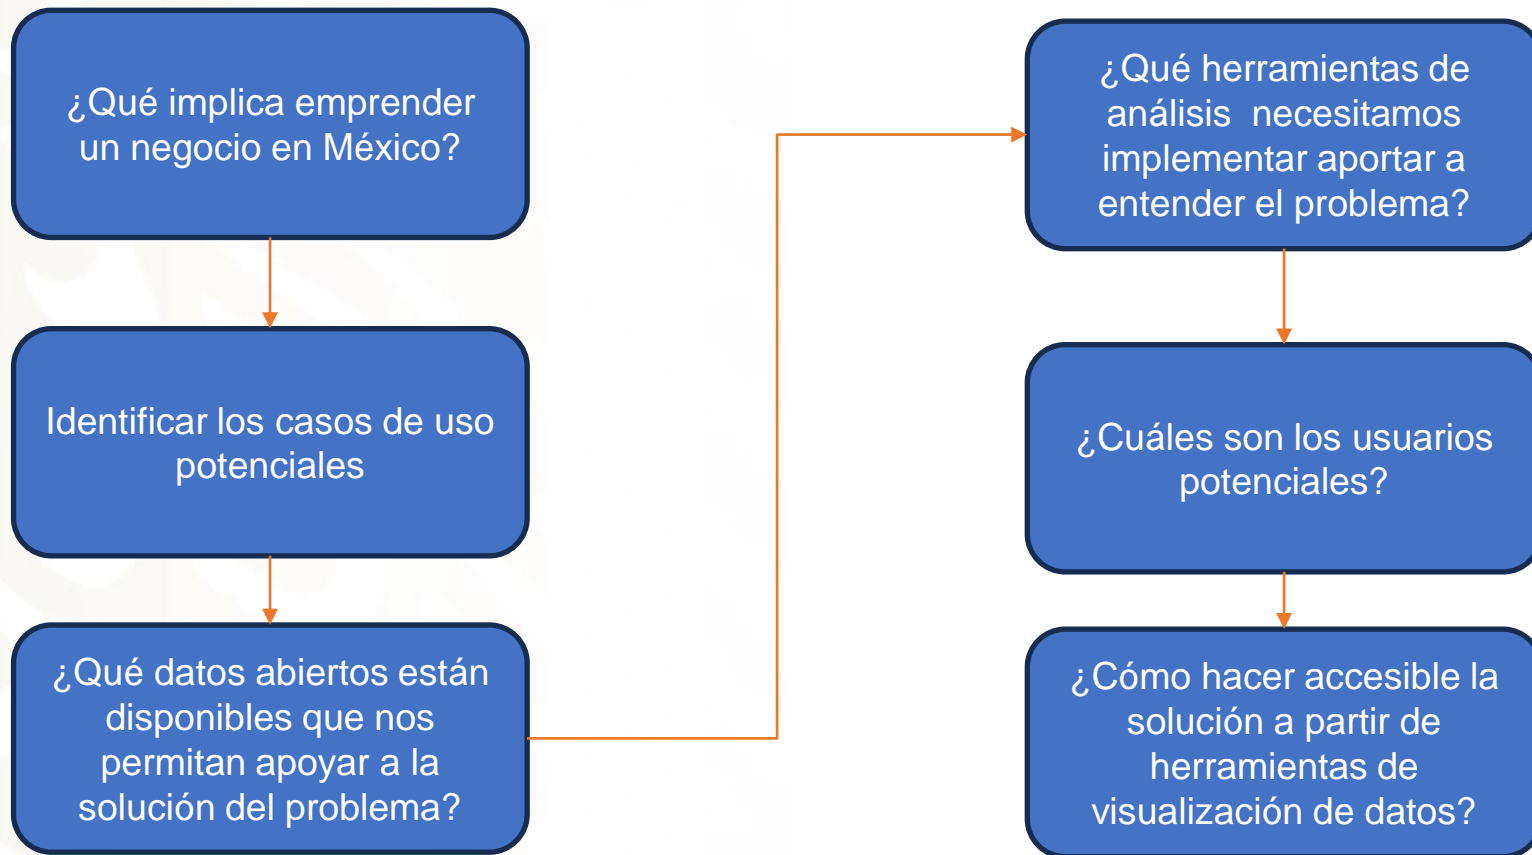 ¿Qué implica emprender
un negocio en México?
Identificar los casos de uso
potenciales
¿Qué datos abiertos están
disponibles que nos
permitan apoyar a la
solución del problema?
¿Qué herramientas de
análisis  necesitamos
implementar aportar a
entender el problema?
¿Cuáles son los usuarios
potenciales?
¿Cómo hacer accesible la
solución a partir de
herramientas de
visualización de datos?